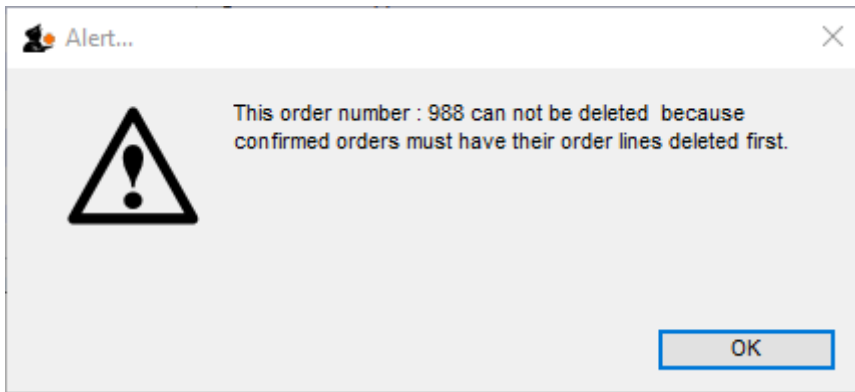 Alert...
This order number : 988 can not be deleted  because
confirmed orders must have their order lines deleted first.
OK